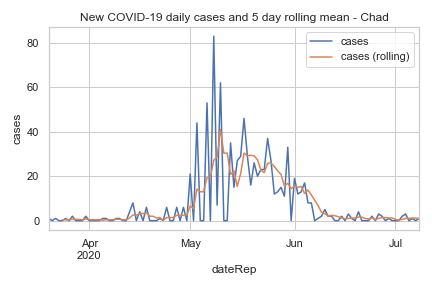 New COVID-19 daily cases and 5 day rolling mean - Chad
cases
cases (rolling)
80
60
40
20
0
cases
Apr
2020
May
Jun
Jul
dateRep